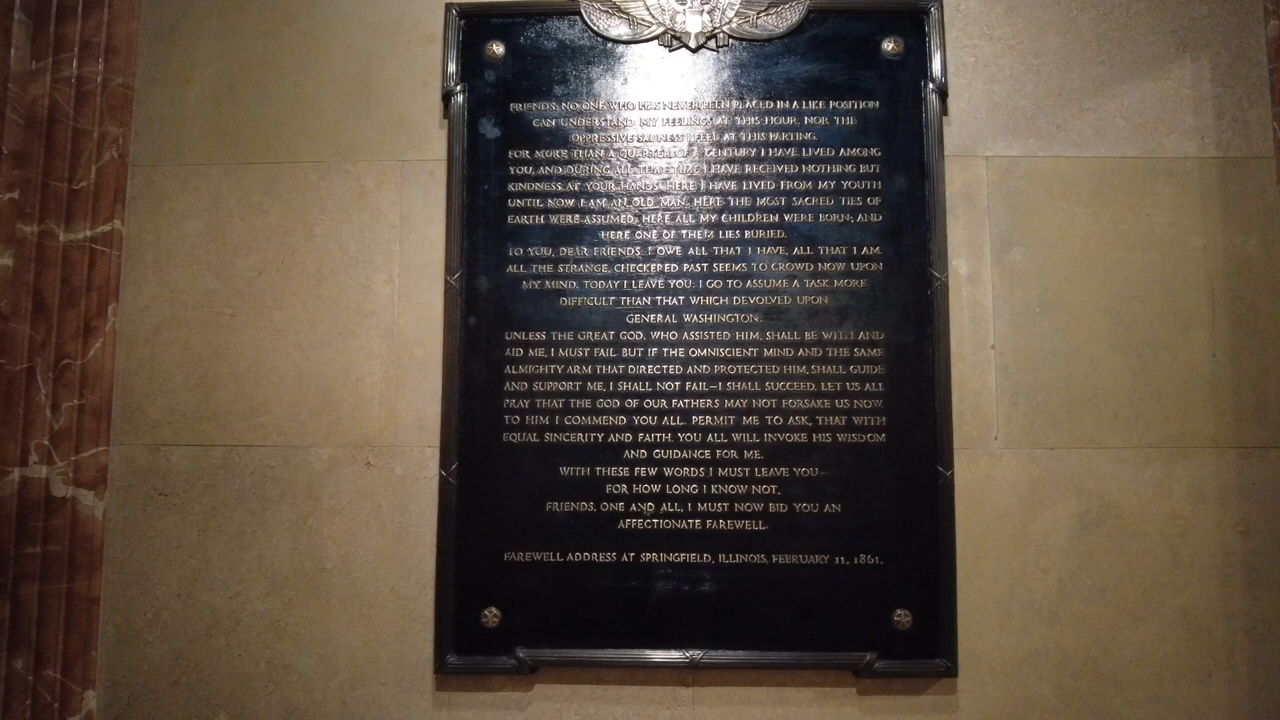 FRIENDS, NO ONE WHO HAS NEVER BEEN PLACED IN A LIKE POSITION
CAN UNDERSTAND MY FEELINGS AT THIS HOUR, NOR THE
OPPRESSIVE SADNESS I FEEL AT THIS PARTING.
FOR MORE THAN A QUARTER OF A CENTURY I HAVE LIVED AMONG
YOU, AND DURING ALL THAT TIME I HAVE RECEIVED NOTHING BUT
KINDNESS AT YOUR HANDS. HERE I HAVE LIVED FROM MY YOUTH
UNTIL NOW I AM AN OLD MAN. HERE THE MOST SACRED TIES OF
EARTH WERE ASSUMED. HERE ALL MY CHILDREN WERE BORN; AND
HERE ONE OF THEM LIES BURIED.
TO YOU, DEAR FRIENDS, I OWE ALL THAT I HAVE, ALL THAT I AM.
ALL THE STRANGE, CHECKERED PAST SEEMS TO CROWD NOW UPON
MY MIND. TODAY I LEAVE YOU. I GO TO ASSUME A TASK MORE
DIFFICULT THAN THAT WHICH DEVOLVED UPON
GENERAL WASHINGTON.
UNLESS THE GREAT GOD, WHO ASSISTED HIM, SHALL BE WITH AND
AID ME, I MUST FAIL. BUT IF THE OMNISCIENT MIND AND THE SAME
ALMIGHTY ARM THAT DIRECTED AND PROTECTED HIM, SHALL GUIDE
AND SUPPORT ME, I SHALL NOT FAIL—I SHALL SUCCEED. LET US ALL
PRAY THAT THE GOD OF OUR FATHERS MAY NOT FORSAKE US NOW.
TO HIM I COMMEND YOU ALL. PERMIT ME TO ASK, THAT WITH
EQUAL SINCERITY AND FAITH, YOU ALL WILL INVOKE HIS WISDOM
AND GUIDANCE FOR ME.
WITH THESE FEW WORDS I MUST LEAVE YOU—
FOR HOW LONG I KNOW NOT.
FRIENDS, ONE AND ALL, I MUST NOW BID YOU AN
AFFECTIONATE FAREWELL.
FAREWELL ADDRESS AT SPRINGFIELD, ILLINOIS, FEBRUARY 11, 1861.